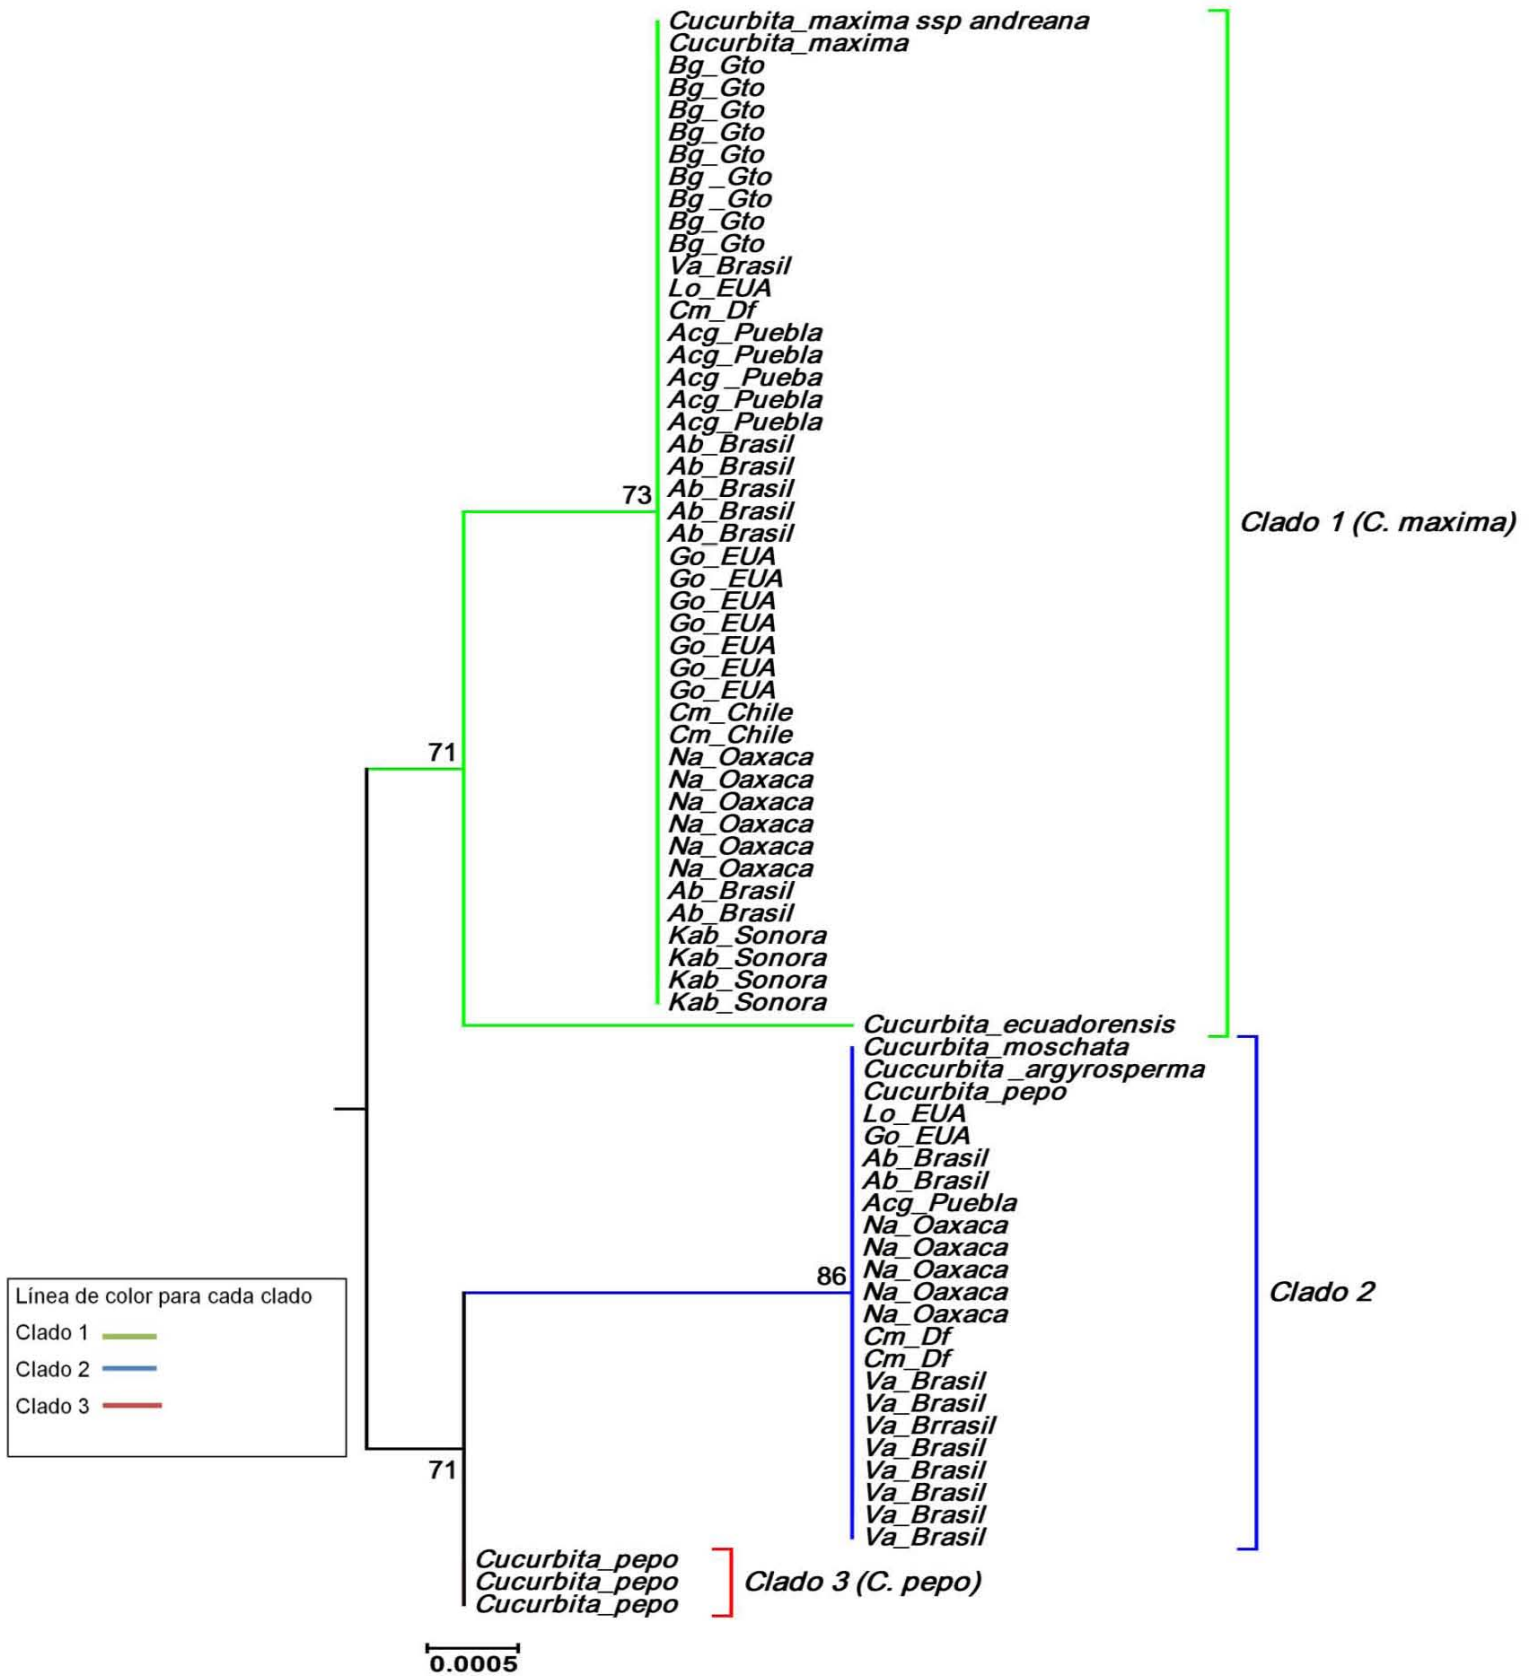 Cucurbita_maxima ssp andreana
Cucurbita_maxima
Bg_Gto
Bg_Gto
Bg_Gto
Bg_Gto
Bg_Gto
Bg _Gto
Bg _Gto
Bg_Gto
Bg_Gto
Va_Brasil
Lo_EUA
Cm_Df
Acg_Puebla
Acg_Puebla
Acg _Pueba
Acg_Puebla
Acg_Puebla
Ab_Brasil
Ab_Brasil
73
Ab_Brasil
Ab_Brasil
Clado 1 (C. maxima)
Ab_Brasil
Go_EUA
Go _EUA
Go_EUA
Go_EUA
Go_EUA
Go_EUA
Go_EUA
Cm_Chile
Cm_Chile
71
Na_Oaxaca
Na_Oaxaca
Na_Oaxaca
Na_Oaxaca
Na_Oaxaca
Na_Oaxaca
Ab_Brasil
Ab_Brasil
Kab_Sonora
Kab_Sonora
Kab_Sonora
Kab_Sonora
Cucurbita_ecuadorensis
Cucurbita_moschata
Cuccurbita _argyrosperma
Cucurbita_pepo
Lo_EUA
Go_EUA
Ab_Brasil
Ab_Brasil
Acg_Puebla
Na_Oaxaca
Na_Oaxaca
Na_Oaxaca
86
Na_Oaxaca
Clado 2
Na_Oaxaca
Cm_Df
Cm_Df
Va_Brasil
Va_Brasil
Va_Brrasil
Va_Brasil
Va_Brasil
Va_Brasil
Va_Brasil
Va_Brasil
71
Línea de color para cada clado
Clado 1
Clado 2
Clado 3
Cucurbita_pepo
Cucurbita_pepo
Cucurbita_pepo
Clado 3 (C. pepo)
0.0005